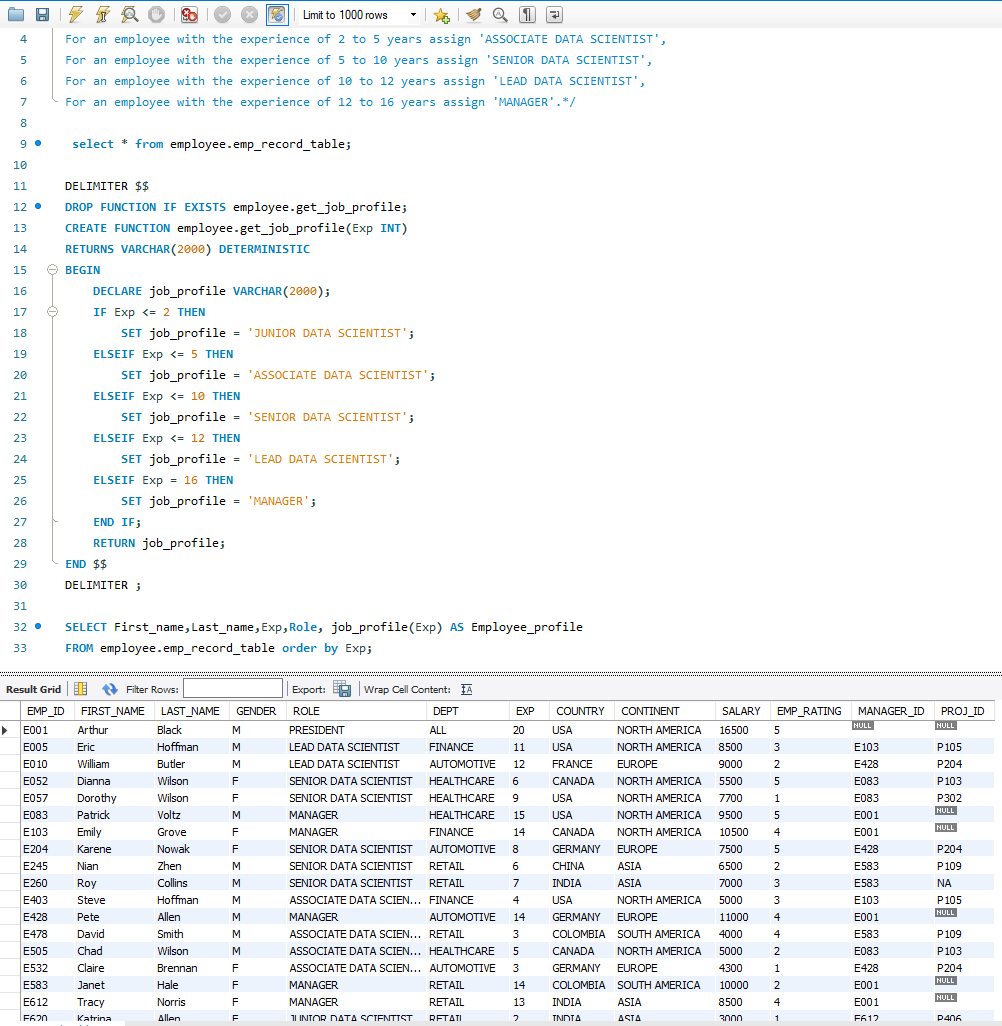 Limit to 1000 rows
4 For an employee with the experience of 2 to 5 years assign 'ASSOCIATE DATA SCIENTIST',
5 For an employee with the experience of 5 to 10 years assign 'SENIOR DATA SCIENTIST',
6 For an employee with the experience of 10 to 12 years assign 'LEAD DATA SCIENTIST',
7 For an employee with the experience of 12 to 16 years assign 'MANAGER'.*/
8
9 select * from employee.emp_record_table;
10
11 DELIMITER $$
12 DROP FUNCTION IF EXISTS employee.get_job_profile;
13 CREATE FUNCTION employee.get_job_profile(Exp INT)
14 RETURNS VARCHAR(2000) DETERMINISTIC
15 BEGIN
16 DECLARE job_profile VARCHAR(2000);
17 IF Exp <= 2 THEN
18 SET job_profile = 'JUNIOR DATA SCIENTIST';
19 ELSEIF Exp <= 5 THEN
20 SET job_profile = 'ASSOCIATE DATA SCIENTIST';
21 ELSEIF Exp <= 10 THEN
22 SET job_profile = 'SENIOR DATA SCIENTIST';
23 ELSEIF Exp <= 12 THEN
24 SET job_profile = 'LEAD DATA SCIENTIST';
25 ELSEIF Exp = 16 THEN
26 SET job_profile = 'MANAGER';
27 END IF;
28 RETURN job_profile;
29 END $$
30 DELIMITER ;
31
32 SELECT First_name,Last_name,Exp,Role, job_profile(Exp) AS Employee_profile
33 FROM employee.emp_record_table order by Exp;
Result Grid Filter Rows: Export: Wrap Cell Content: IA
EMP_ID FIRST_NAME LAST_NAME GENDER ROLE DEPT EXP COUNTRY CONTINENT SALARY EMP_RATING MANAGER_ID PROJ_ID
E001 Arthur Black M PRESIDENT ALL 20 USA NORTH AMERICA 16500 5 NULL NULL
E005 Eric Hoffman M LEAD DATA SCIENTIST FINANCE 11 USA NORTH AMERICA 8500 3 E103 P105
E010 William Butler M LEAD DATA SCIENTIST AUTOMOTIVE 12 FRANCE EUROPE 9000 2 E428 P204
E052 Dianna Wilson F SENIOR DATA SCIENTIST HEALTHCARE 6 CANADA NORTH AMERICA 5500 5 E083 P103
E057 Dorothy Wilson F SENIOR DATA SCIENTIST HEALTHCARE 9 USA NORTH AMERICA 7700 1 E083 P302
E083 Patrick Voltz M MANAGER HEALTHCARE 15 USA NORTH AMERICA 9500 5 E001 NULL
E103 Emily Grove F MANAGER FINANCE 14 CANADA NORTH AMERICA 10500 4 E001 NULL
E204 Karene Nowak F SENIOR DATA SCIENTIST AUTOMOTIVE 8 GERMANY EUROPE 7500 5 E428 P204
E245 Nian Zhen M SENIOR DATA SCIENTIST RETAIL 6 CHINA ASIA 6500 2 E583 P109
E260 Roy Collins M SENIOR DATA SCIENTIST RETAIL 7 INDIA ASIA 7000 3 E583 NA
E403 Steve Hoffman M ASSOCIATE DATA SCIEN... FINANCE 4 USA NORTH AMERICA 5000 3 E103 P105
E428 Pete Allen M MANAGER AUTOMOTIVE 14 GERMANY EUROPE 11000 4 E001 NULL
E478 David Smith M ASSOCIATE DATA SCIEN... RETAIL 3 COLOMBIA SOUTH AMERICA 4000 4 E583 P109
E505 Chad Wilson M ASSOCIATE DATA SCIEN... HEALTHCARE 5 CANADA NORTH AMERICA 5000 2 E083 P103
E532 Claire Brennan F ASSOCIATE DATA SCIEN... AUTOMOTIVE 3 GERMANY EUROPE 4300 1 E428 P204
E583 Janet Hale F MANAGER RETAIL 14 COLOMBIA SOUTH AMERICA 10000 2 E001 NULL
E612 Tracy Norris F MANAGER RETAIL 13 INDIA ASIA 8500 4 E001 NULL
E620 Katrina Allen F JUNIOR DATA SCIENTIST RETAIL 2 INDIA ASIA 3000 1 E612 P406